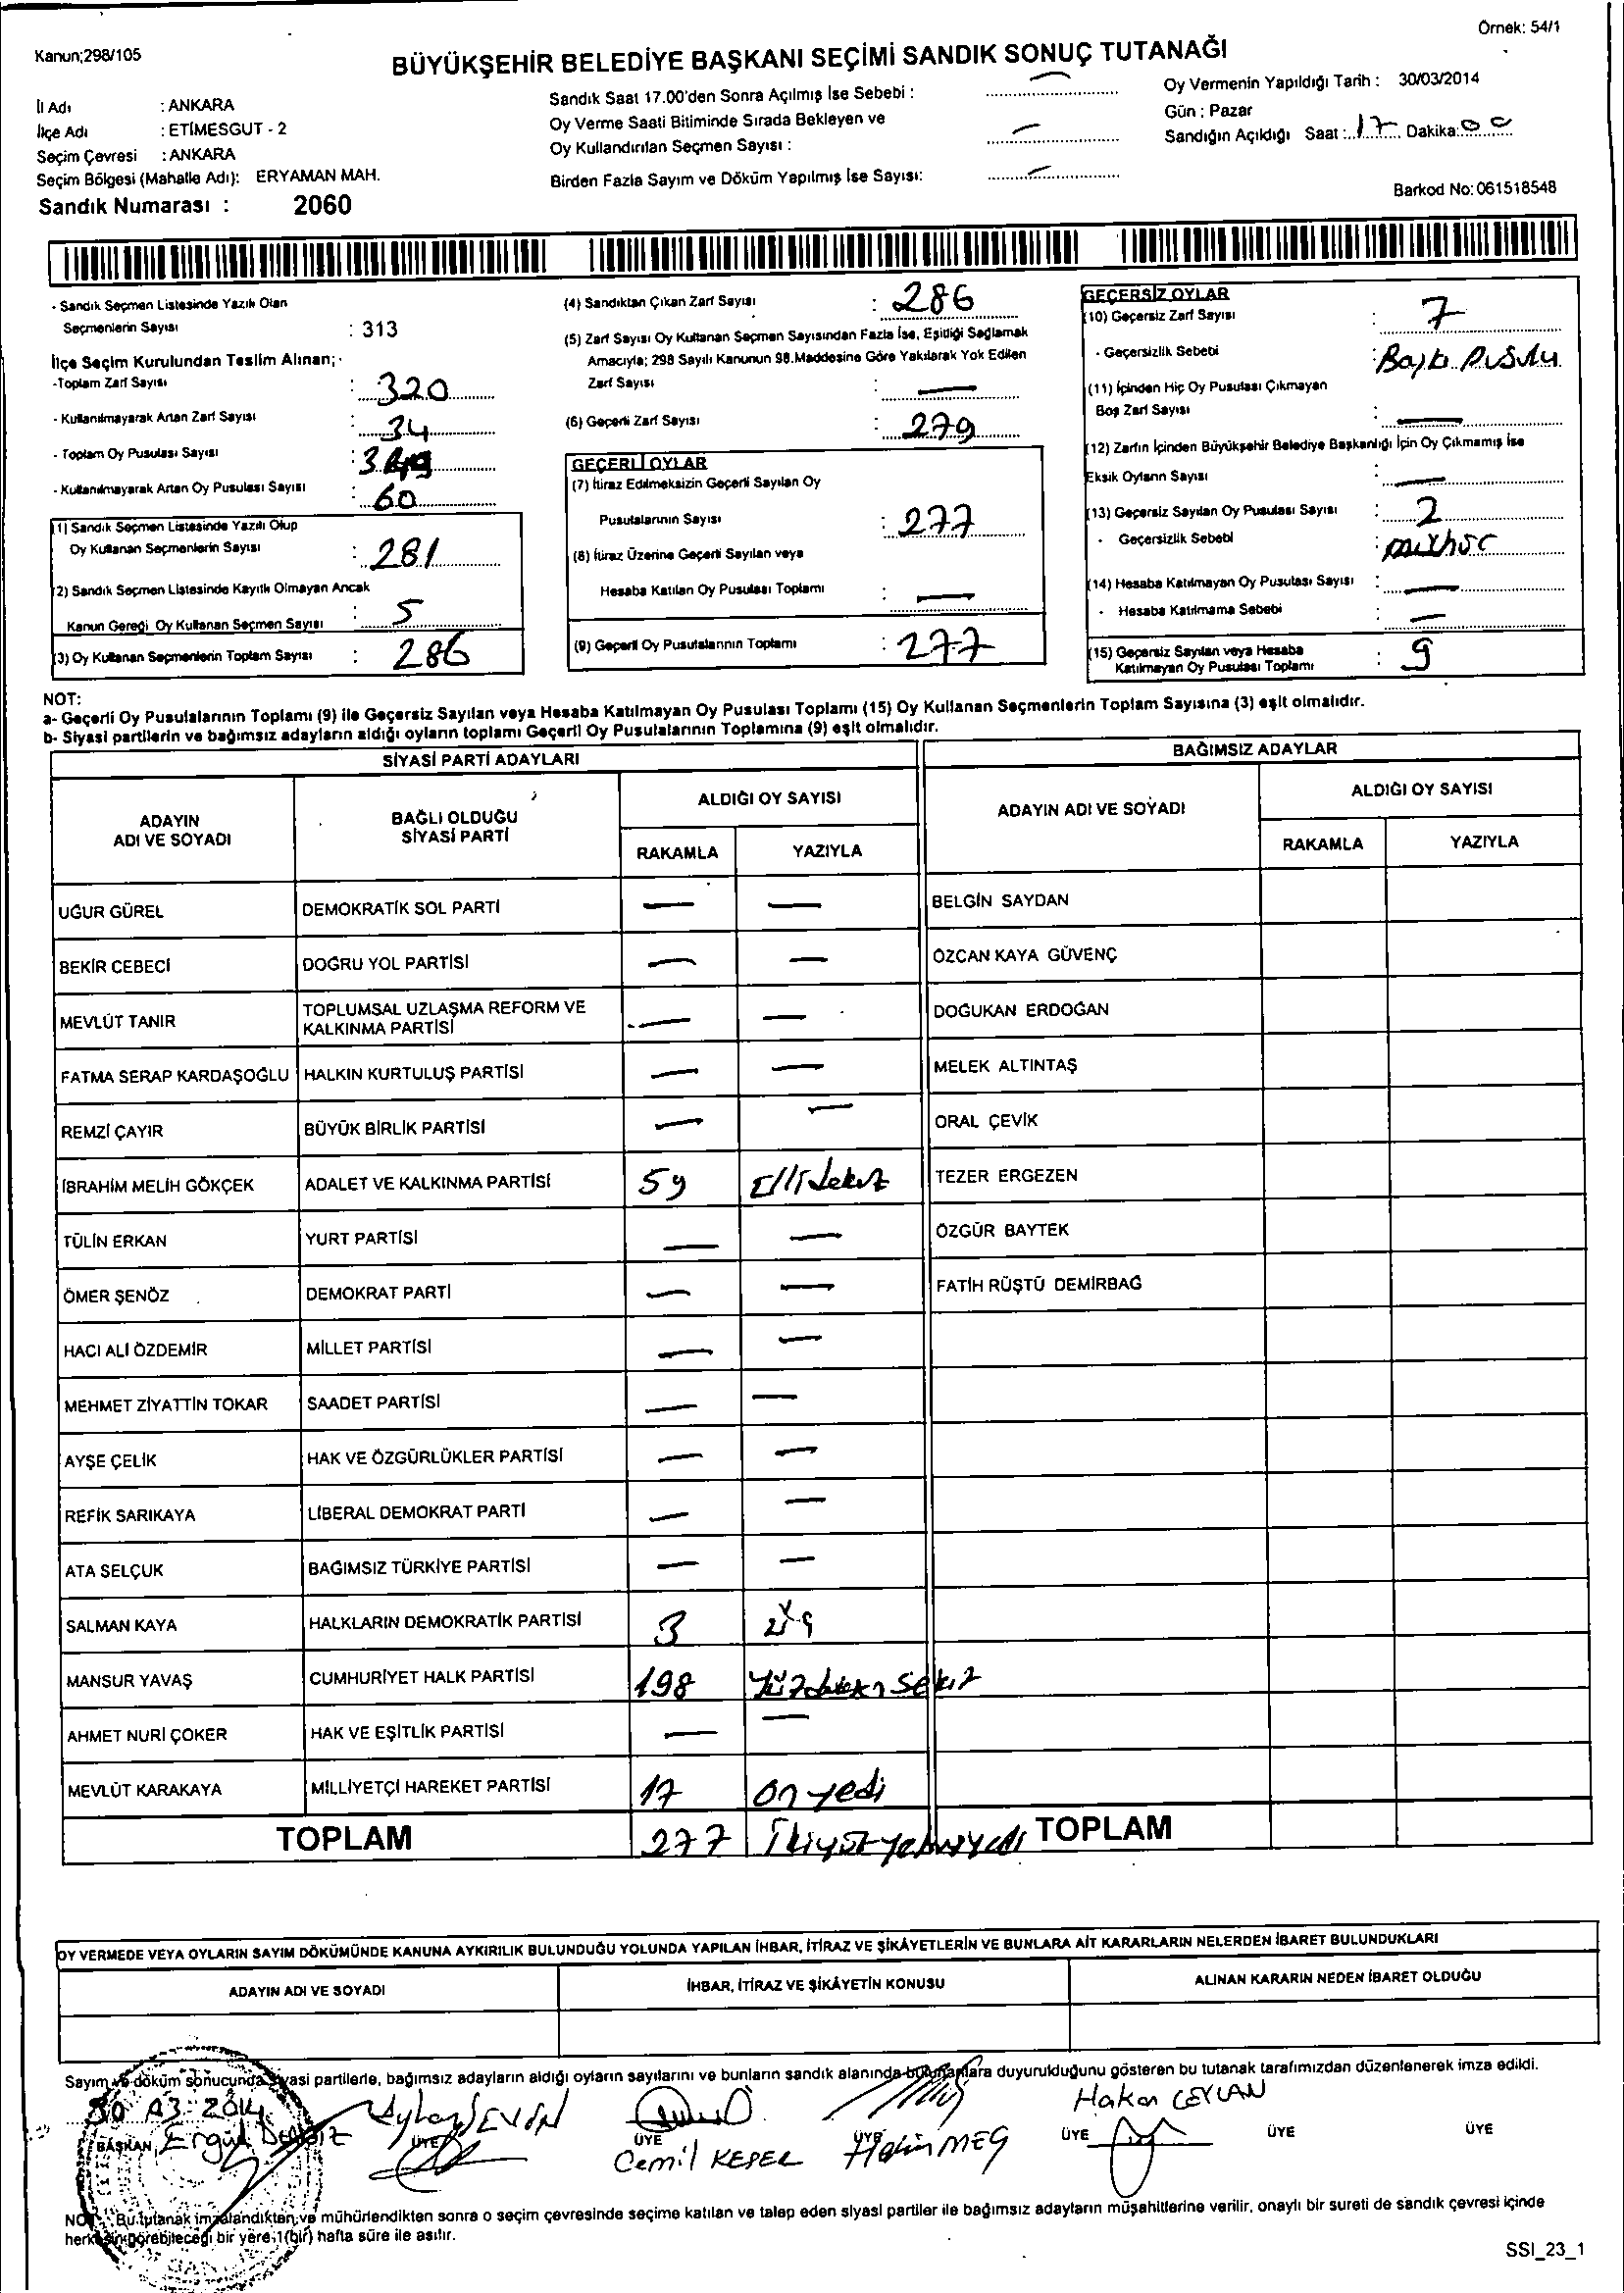 Örnek: 54/1
Kanun;298/105
BÜYÜKŞEHİR BELEDİYE BAŞKANI SEÇİMİ SANDIK SONUÇ TUTANAĞI
İl Adı : ANKARA
İlçe Adı : ETİMESGUT - 2
Seçim Çevresi : ANKARA
Seçim Bölgesi (Mahalle Adı): ERYAMAN MAH.
Sandık Numarası : 2060
Sandık Saat 17.00'den Sonra Açılmış İse Sebebi :
Oy Verme Saati Bitiminde Sırada Bekleyen ve
Oy Kullandırılan Seçmen Sayısı :
Birden Fazla Sayım ve Döküm Yapılmış İse Sayısı:
Oy Vermenin Yapıldığı Tarih : 30/03/2014
Gün : Pazar
Sandığın Açıldığı Saat : 17 Dakika: 00
Barkod No: 061518548
- Sandık Seçmen Listesinde Yazılı Olan
Seçmenlerin Sayısı : 313
İlçe Seçim Kurulundan Teslim Alınan;
-Toplam Zarf Sayısı : 320
- Kullanılmayarak Artan Zarf Sayısı : 34
- Toplam Oy Pusulası Sayısı :
- Kullanılmayarak Artan Oy Pusulası Sayısı : 60
(1) Sandık Seçmen Listesinde Yazılı Olup
Oy Kullanan Seçmenlerin Sayısı : 281
(2) Sandık Seçmen Listesinde Kayıtlı Olmayan Ancak
Kanun Gereği Oy Kullanan Seçmen Sayısı : 5
(3) Oy Kullanan Seçmenlerin Toplam Sayısı : 286
(4) Sandıktan Çıkan Zarf Sayısı : 286
(5) Zarf Sayısı Oy Kullanan Seçmen Sayısından Fazla İse, Eşitliği Sağlamak
Amacıyla; 298 Sayılı Kanunun 98.Maddesine Göre Yakılarak Yok Edilen
Zarf Sayısı : —
(6) Geçerli Zarf Sayısı : 279
GEÇERLİ OYLAR
(7) İtiraz Edilmeksizin Geçerli Sayılan Oy
Pusulalarının Sayısı : 277
(8) İtiraz Üzerine Geçerli Sayılan veya
Hesaba Katılan Oy Pusulası Toplamı : —
(9) Geçerli Oy Pusulalarının Toplamı : 277
GEÇERSİZ OYLAR
(10) Geçersiz Zarf Sayısı : 7
- Geçersizlik Sebebi :
(11) İçinden Hiç Oy Pusulası Çıkmayan
Boş Zarf Sayısı : —
(12) Zarfın İçinden Büyükşehir Belediye Başkanlığı İçin Oy Çıkmamış İse
Eksik Oyların Sayısı : —
(13) Geçersiz Sayılan Oy Pusulası Sayısı : 2
- Geçersizlik Sebebi :
(14) Hesaba Katılmayan Oy Pusulası Sayısı : —
- Hesaba Katılmama Sebebi : —
(15) Geçersiz Sayılan veya Hesaba
Katılmayan Oy Pusulası Toplamı : 9
NOT:
a- Geçerli Oy Pusulalarının Toplamı (9) ile Geçersiz Sayılan veya Hesaba Katılmayan Oy Pusulası Toplamı (15) Oy Kullanan Seçmenlerin Toplam Sayısına (3) eşit olmalıdır.
b- Siyasi partilerin ve bağımsız adayların aldığı oyların toplamı Geçerli Oy Pusulalarının Toplamına (9) eşit olmalıdır.
SİYASİ PARTİ ADAYLARI
BAĞIMSIZ ADAYLAR
ADAYIN ADI VE SOYADI
BAĞLI OLDUĞU SİYASİ PARTİ
ALDIĞI OY SAYISI
RAKAMLA YAZIYLA
ADAYIN ADI VE SOYADI
ALDIĞI OY SAYISI
RAKAMLA YAZIYLA
UĞUR GÜREL DEMOKRATİK SOL PARTİ — — BELGİN SAYDAN
BEKİR CEBECİ DOĞRU YOL PARTİSİ — — ÖZCAN KAYA GÜVENÇ
MEVLÜT TANIR TOPLUMSAL UZLAŞMA REFORM VE KALKINMA PARTİSİ — — DOĞUKAN ERDOĞAN
FATMA SERAP KARDAŞOĞLU HALKIN KURTULUŞ PARTİSİ — — MELEK ALTINTAŞ
REMZİ ÇAYIR BÜYÜK BİRLİK PARTİSİ — — ORAL ÇEVİK
İBRAHİM MELİH GÖKÇEK ADALET VE KALKINMA PARTİSİ 59 TEZER ERGEZEN
TÜLİN ERKAN YURT PARTİSİ — — ÖZGÜR BAYTEK
ÖMER ŞENÖZ DEMOKRAT PARTİ — — FATİH RÜŞTÜ DEMİRBAĞ
HACI ALİ ÖZDEMİR MİLLET PARTİSİ — —
MEHMET ZİYATTİN TOKAR SAADET PARTİSİ — —
AYŞE ÇELİK HAK VE ÖZGÜRLÜKLER PARTİSİ — —
REFİK SARIKAYA LİBERAL DEMOKRAT PARTİ — —
ATA SELÇUK BAĞIMSIZ TÜRKİYE PARTİSİ — —
SALMAN KAYA HALKLARIN DEMOKRATİK PARTİSİ 3
MANSUR YAVAŞ CUMHURİYET HALK PARTİSİ 198
AHMET NURİ ÇOKER HAK VE EŞİTLİK PARTİSİ — —
MEVLÜT KARAKAYA MİLLİYETÇİ HAREKET PARTİSİ 17 on yedi
TOPLAM 277 TOPLAM
OY VERMEDE VEYA OYLARIN SAYIM DÖKÜMÜNDE KANUNA AYKIRILIK BULUNDUĞU YOLUNDA YAPILAN İHBAR, İTİRAZ VE ŞİKÂYETLERİN VE BUNLARA AİT KARARLARIN NELERDEN İBARET BULUNDUKLARI
ADAYIN ADI VE SOYADI İHBAR, İTİRAZ VE ŞİKÂYETİN KONUSU ALINAN KARARIN NEDEN İBARET OLDUĞU
Sayım ve döküm sonucunda siyasi partilerle, bağımsız adayların aldığı oyların sayılarını ve bunların sandık alanında bulunanlara duyurulduğunu gösteren bu tutanak tarafımızdan düzenlenerek imza edildi.
30 03 2014
Hakan CEYLAN
BAŞKAN ÜYE ÜYE ÜYE ÜYE ÜYE ÜYE
Cemil
NOT: Bu tutanak imzalandıktan ve mühürlendikten sonra o seçim çevresinde seçime katılan ve talep eden siyasi partiler ile bağımsız adayların müşahitlerine verilir, onaylı bir sureti de sandık çevresi içinde
herkesin görebileceği bir yere 1(bir) hafta süre ile asılır.
SSI_23_1